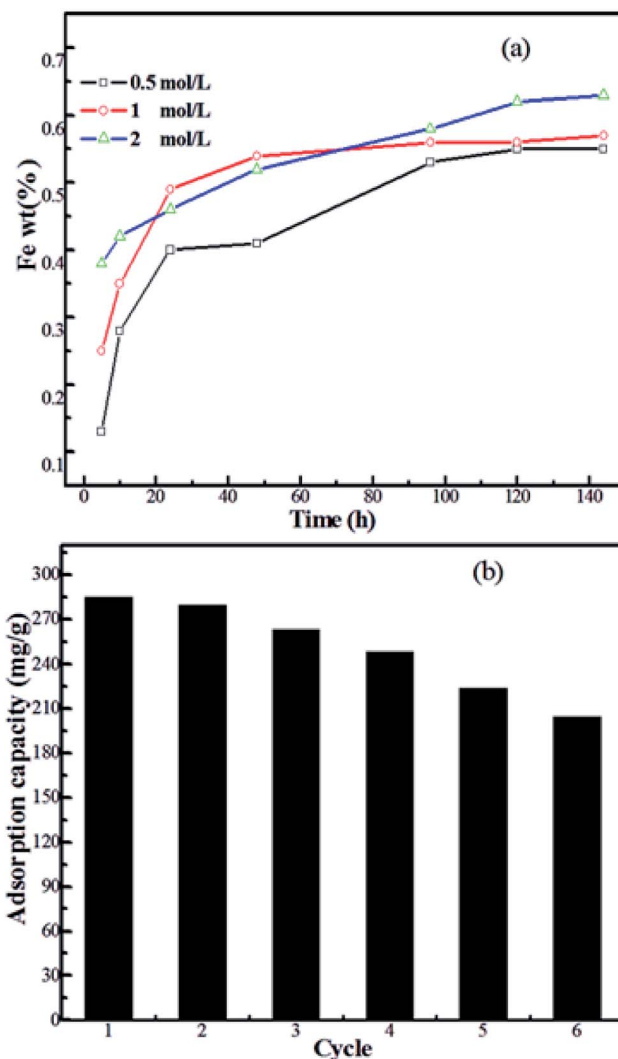 (a)
0.5 mol/L
1 mol/L
2 mol/L
Fe wt(%)
0.7
0.6
0.5
0.4
0.3
0.2
0.1
0 20 40 60 80 100 120 140
Time (h)
(b)
Adsorption capacity (mg/g)
300
270
240
210
180
150
120
90
60
30
0
1 2 3 4 5 6
Cycle